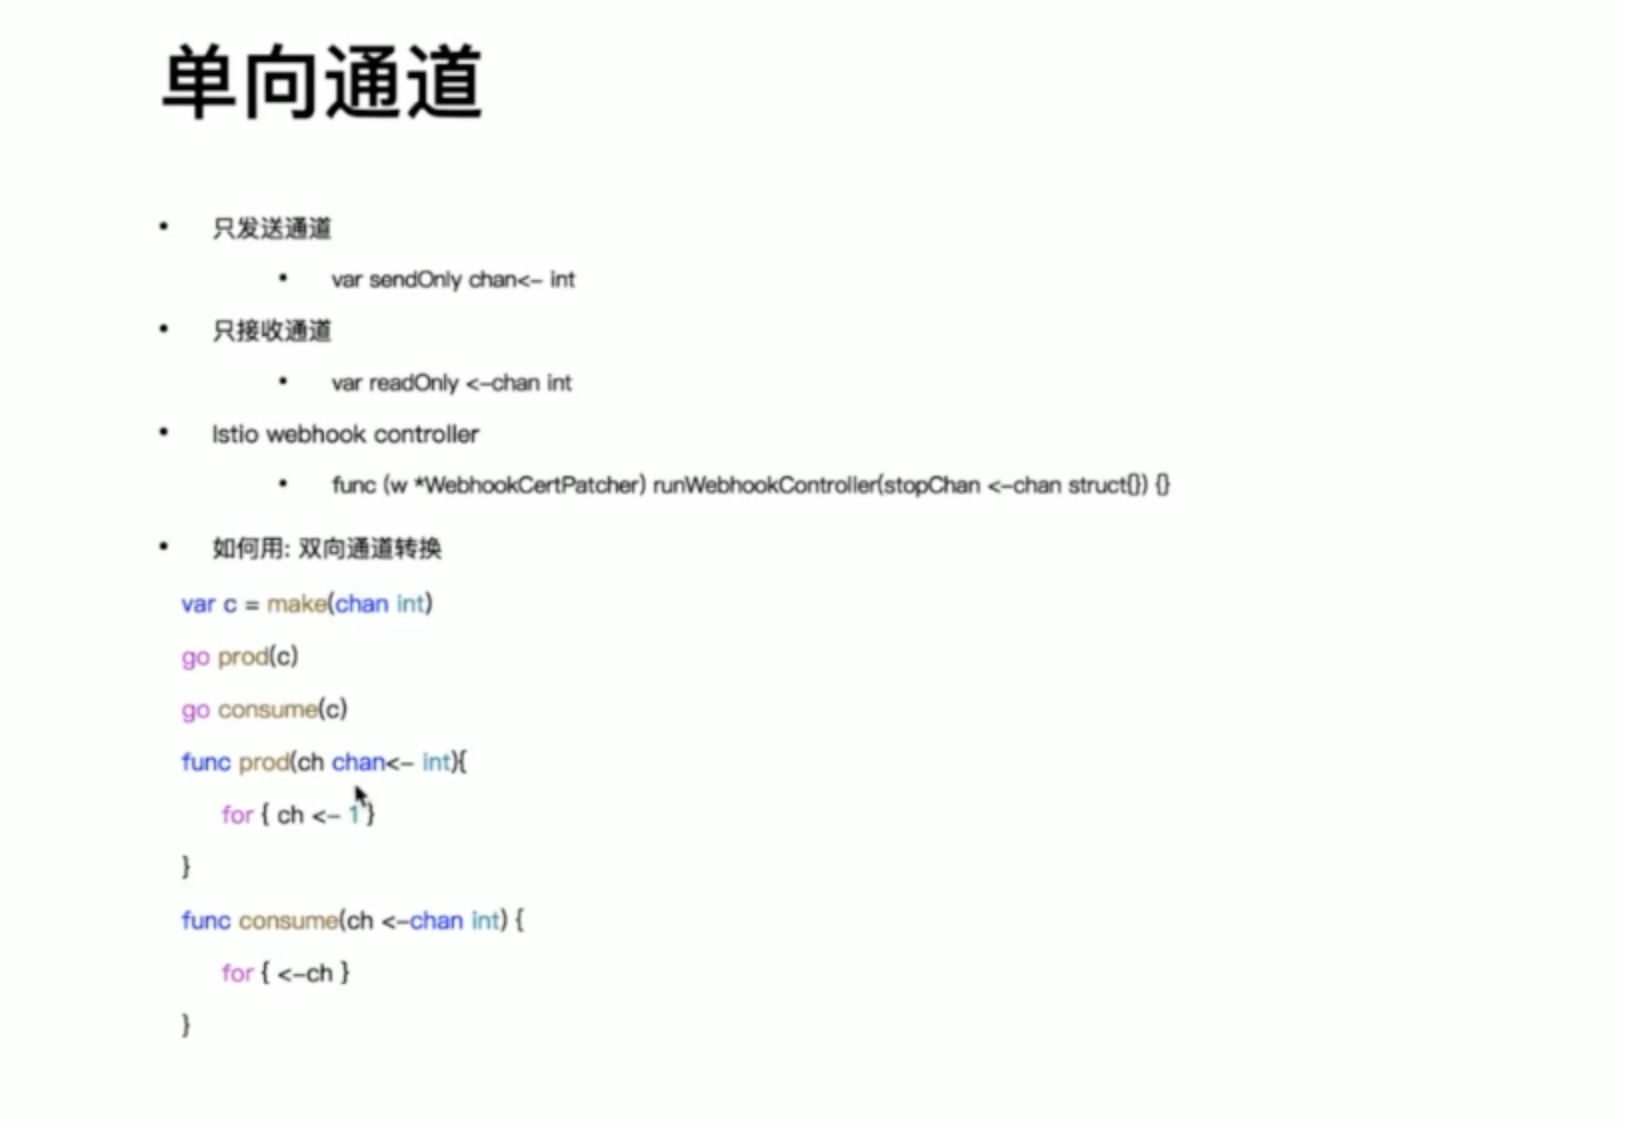 单向通道
• 只发送通道
• var sendOnly chan<- int
• 只接收通道
• var readOnly <-chan int
• Istio webhook controller
• func (w *WebhookCertPatcher) runWebhookController(stopChan <-chan struct{}) {}
• 如何用: 双向通道转换
var c = make(chan int)
go prod(c)
go consume(c)
func prod(ch chan<- int){
for { ch <- 1 }
}
func consume(ch <-chan int) {
for { <-ch }
}